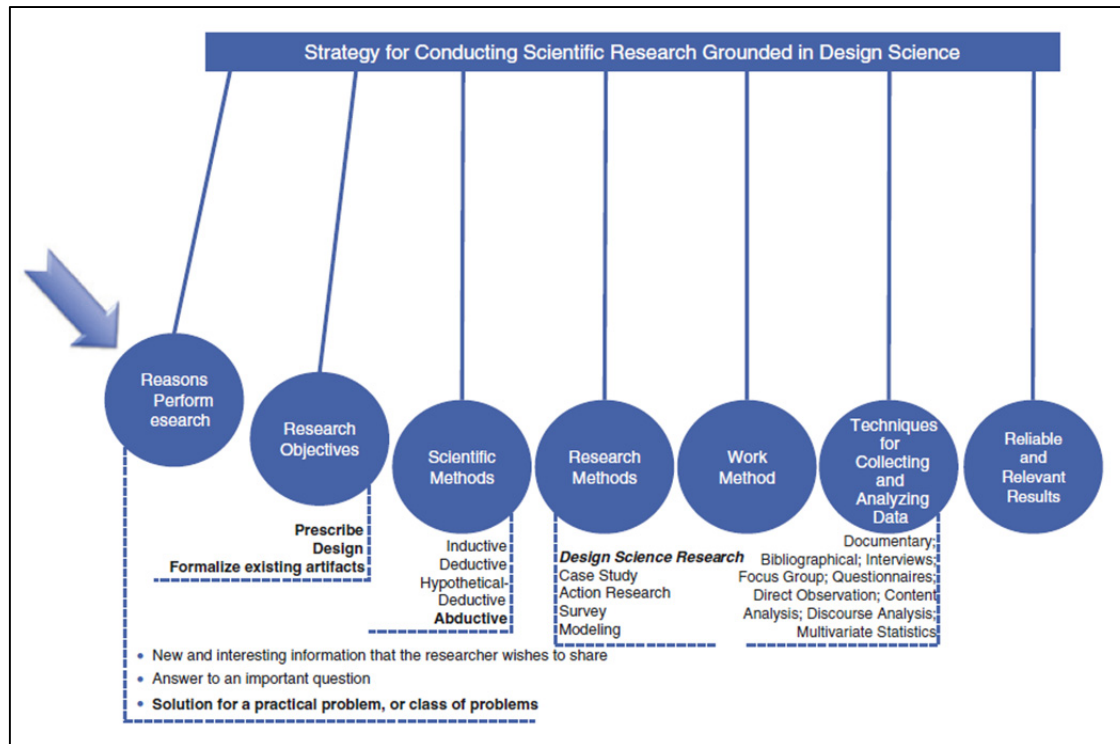 Strategy for Conducting Scientific Research Grounded in Design Science
Reasons
Perform
esearch
Research
Objectives
Scientific
Methods
Research
Methods
Work
Method
Techniques
for
Collecting
and
Analyzing
Data
Reliable
and
Relevant
Results
Prescribe
Design
Formalize existing artifacts
Inductive
Deductive
Hypothetical-
Deductive
Abductive
Design Science Research
Case Study
Action Research
Survey
Modeling
Documentary;
Bibliographical; Interviews;
Focus Group; Questionnaires;
Direct Observation; Content
Analysis; Discourse Analysis;
Multivariate Statistics
• New and interesting information that the researcher wishes to share
• Answer to an important question
• Solution for a practical problem, or class of problems